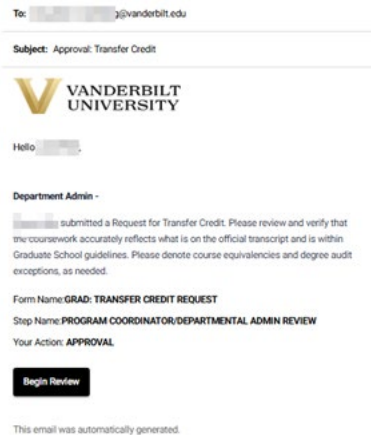 To: g@vanderbilt.edu
Subject: Approval: Transfer Credit
VANDERBILT
UNIVERSITY
Hello ,
Department Admin -
submitted a Request for Transfer Credit. Please review and verify that
the coursework accurately reflects what is on the official transcript and is within
Graduate School guidelines. Please denote course equivalencies and degree audit
exceptions, as needed.
Form Name:GRAD: TRANSFER CREDIT REQUEST
Step Name:PROGRAM COORDINATOR/DEPARTMENTAL ADMIN REVIEW
Your Action: APPROVAL
Begin Review
This email was automatically generated.